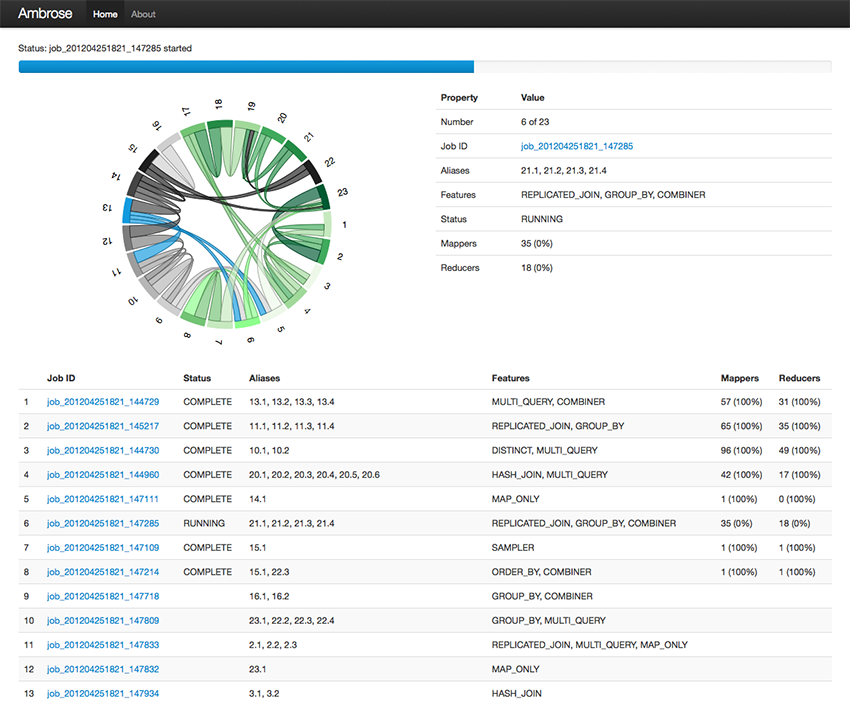 Ambrose Home About
Status: job_201204251821_147285 started
Property Value
Number 6 of 23
Job ID job_201204251821_147285
Aliases 21.1, 21.2, 21.3, 21.4
Features REPLICATED_JOIN, GROUP_BY, COMBINER
Status RUNNING
Mappers 35 (0%)
Reducers 18 (0%)
1
2
3
4
5
6
7
8
9
10
11
12
13
14
15
16
17
18
19
20
21
22
23
Job ID Status Aliases Features Mappers Reducers
1 job_201204251821_144729 COMPLETE 13.1, 13.2, 13.3, 13.4 MULTI_QUERY, COMBINER 57 (100%) 31 (100%)
2 job_201204251821_145217 COMPLETE 11.1, 11.2, 11.3, 11.4 REPLICATED_JOIN, GROUP_BY 65 (100%) 35 (100%)
3 job_201204251821_144730 COMPLETE 10.1, 10.2 DISTINCT, MULTI_QUERY 96 (100%) 49 (100%)
4 job_201204251821_144960 COMPLETE 20.1, 20.2, 20.3, 20.4, 20.5, 20.6 HASH_JOIN, MULTI_QUERY 42 (100%) 17 (100%)
5 job_201204251821_147111 COMPLETE 14.1 MAP_ONLY 1 (100%) 0 (100%)
6 job_201204251821_147285 RUNNING 21.1, 21.2, 21.3, 21.4 REPLICATED_JOIN, GROUP_BY, COMBINER 35 (0%) 18 (0%)
7 job_201204251821_147109 COMPLETE 15.1 SAMPLER 1 (100%) 1 (100%)
8 job_201204251821_147214 COMPLETE 15.1, 22.3 ORDER_BY, COMBINER 1 (100%) 1 (100%)
9 job_201204251821_147718 16.1, 16.2 GROUP_BY, COMBINER
10 job_201204251821_147809 23.1, 22.2, 22.3, 22.4 GROUP_BY, MULTI_QUERY
11 job_201204251821_147833 2.1, 2.2, 2.3 REPLICATED_JOIN, MULTI_QUERY, MAP_ONLY
12 job_201204251821_147832 23.1 MAP_ONLY
13 job_201204251821_147934 3.1, 3.2 HASH_JOIN